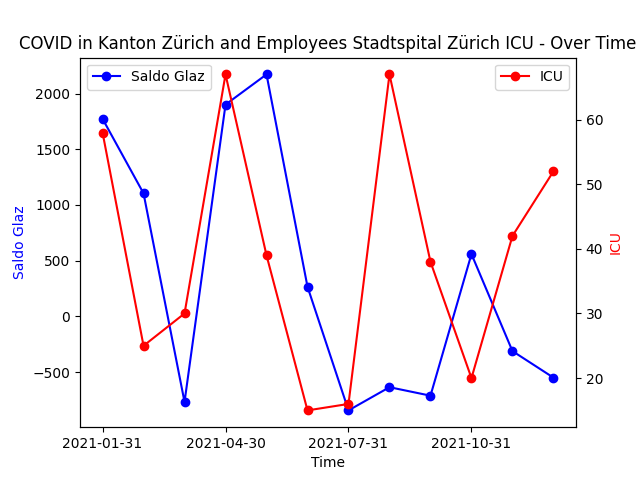 COVID in Kanton Zürich and Employees Stadtspital Zürich ICU - Over Time
Saldo Glaz
ICU
2000
1500
1000
500
0
−500
60
50
40
30
20
Saldo Glaz
ICU
2021-01-31 2021-04-30 2021-07-31 2021-10-31
Time